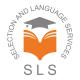 SELECTION AND LANGUAGE SERVICES
SLS